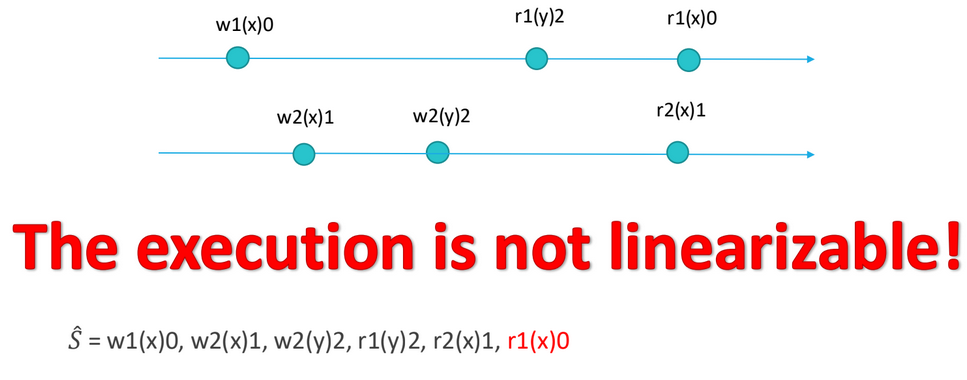 w1(x)0 r1(y)2 r1(x)0
w2(x)1 w2(y)2 r2(x)1
The execution is not linearizable!
Ŝ = w1(x)0, w2(x)1, w2(y)2, r1(y)2, r2(x)1, r1(x)0